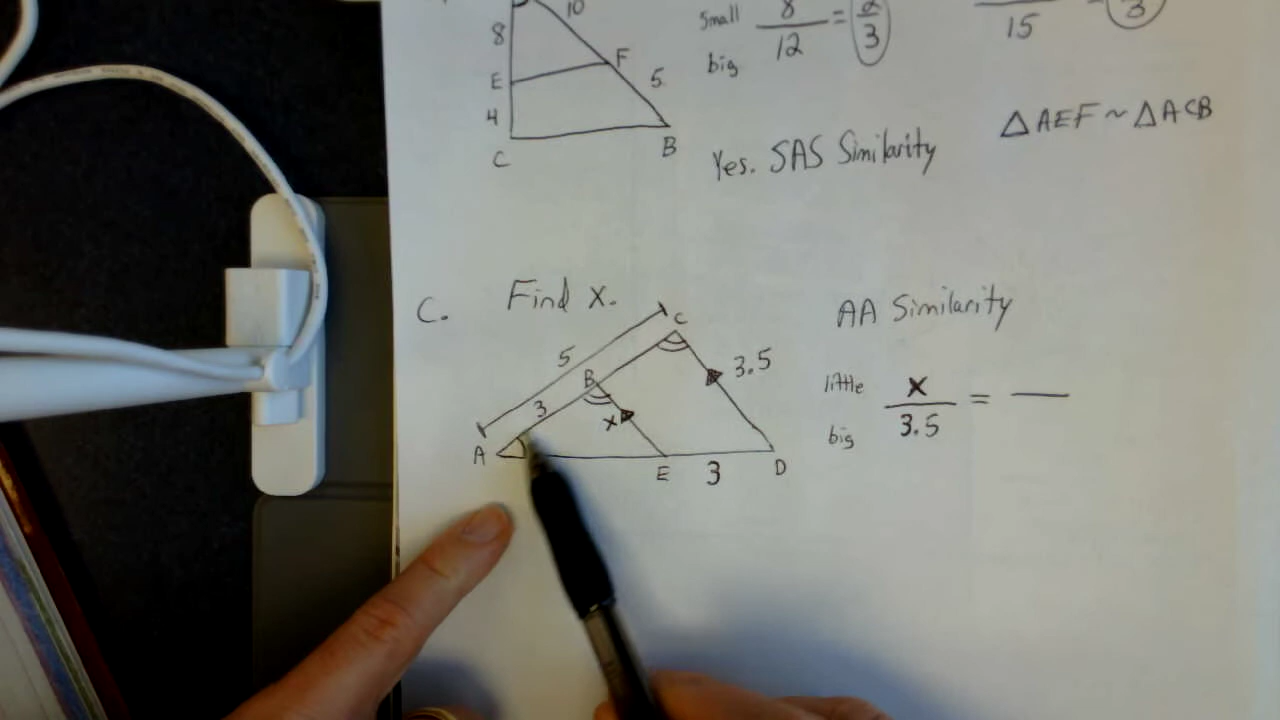 8
10
E
F
5
4
C
B
small
big
8/12 = 2/3
15
3
Yes. SAS Similarity
△AEF ~ △ACB
C. Find x.
AA Similarity
5
C
3.5
B
3
x
A
E
3
D
little
big
x/3.5 = —